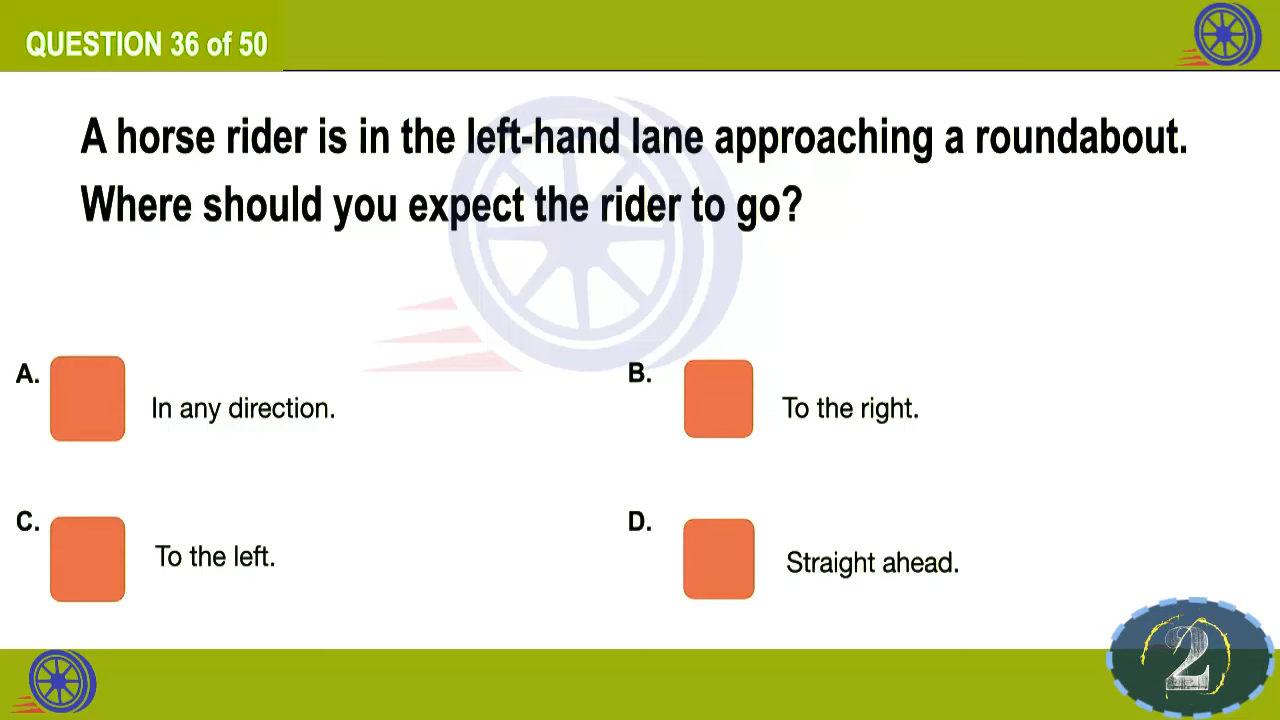 QUESTION 36 of 50
A horse rider is in the left-hand lane approaching a roundabout.
Where should you expect the rider to go?
A. In any direction.
B. To the right.
C. To the left.
D. Straight ahead.
2